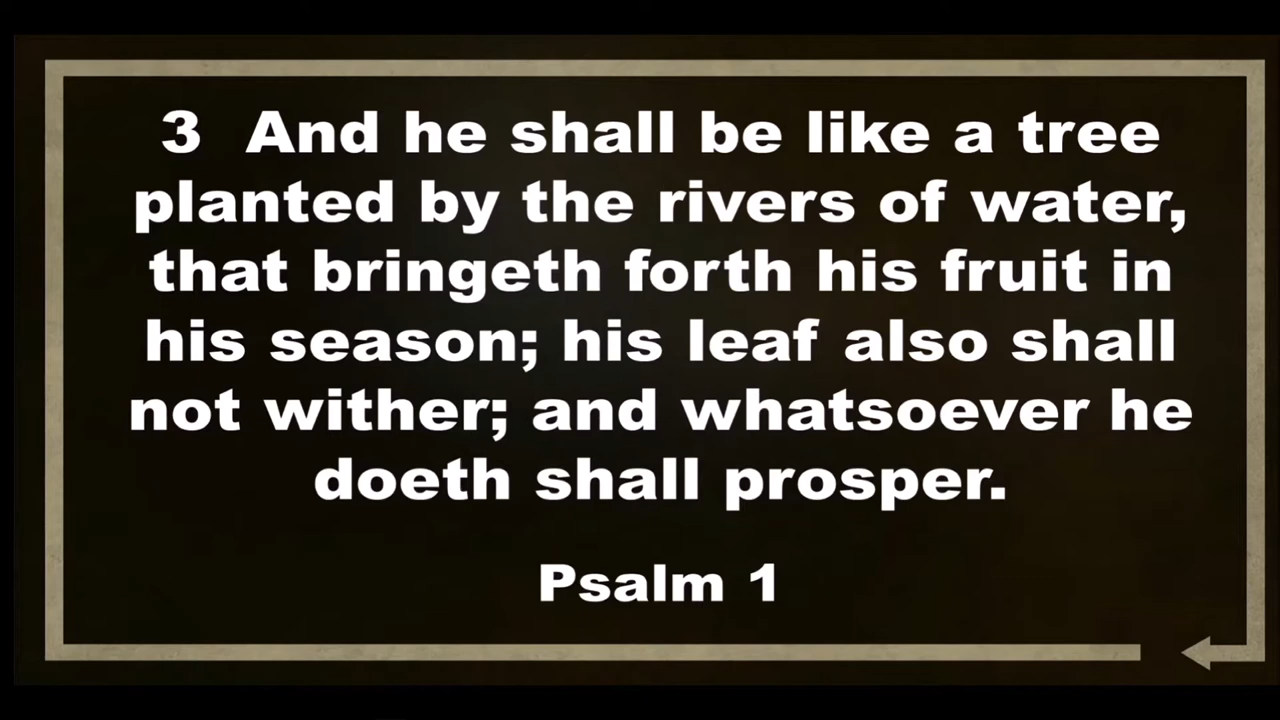 3 And he shall be like a tree
planted by the rivers of water,
that bringeth forth his fruit in
his season; his leaf also shall
not wither; and whatsoever he
doeth shall prosper.
Psalm 1